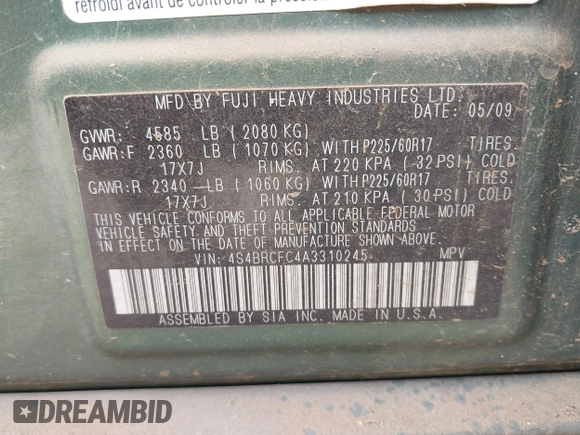 refroidi avant de contrôler la pression
MFD BY FUJI HEAVY INDUSTRIES LTD.
DATE: 05/09
GVWR: 4585 LB (2080 KG)
GAWR:F 2360 LB (1070 KG) WITH P225/60R17 TIRES.
17X7J RIMS. AT 220 KPA (32 PSI) COLD
GAWR:R 2340 LB (1060 KG) WITH P225/60R17 TIRES.
17X7J RIMS. AT 210 KPA (30 PSI) COLD
THIS VEHICLE CONFORMS TO ALL APPLICABLE FEDERAL MOTOR
VEHICLE SAFETY AND THEFT PREVENTION STANDARDS
IN EFFECT ON THE DATE OF MANUFACTURE SHOWN ABOVE.
VIN: 4S4BRCFC4A3310245 MPV
ASSEMBLED BY SIA INC. MADE IN U.S.A.
DREAMBID